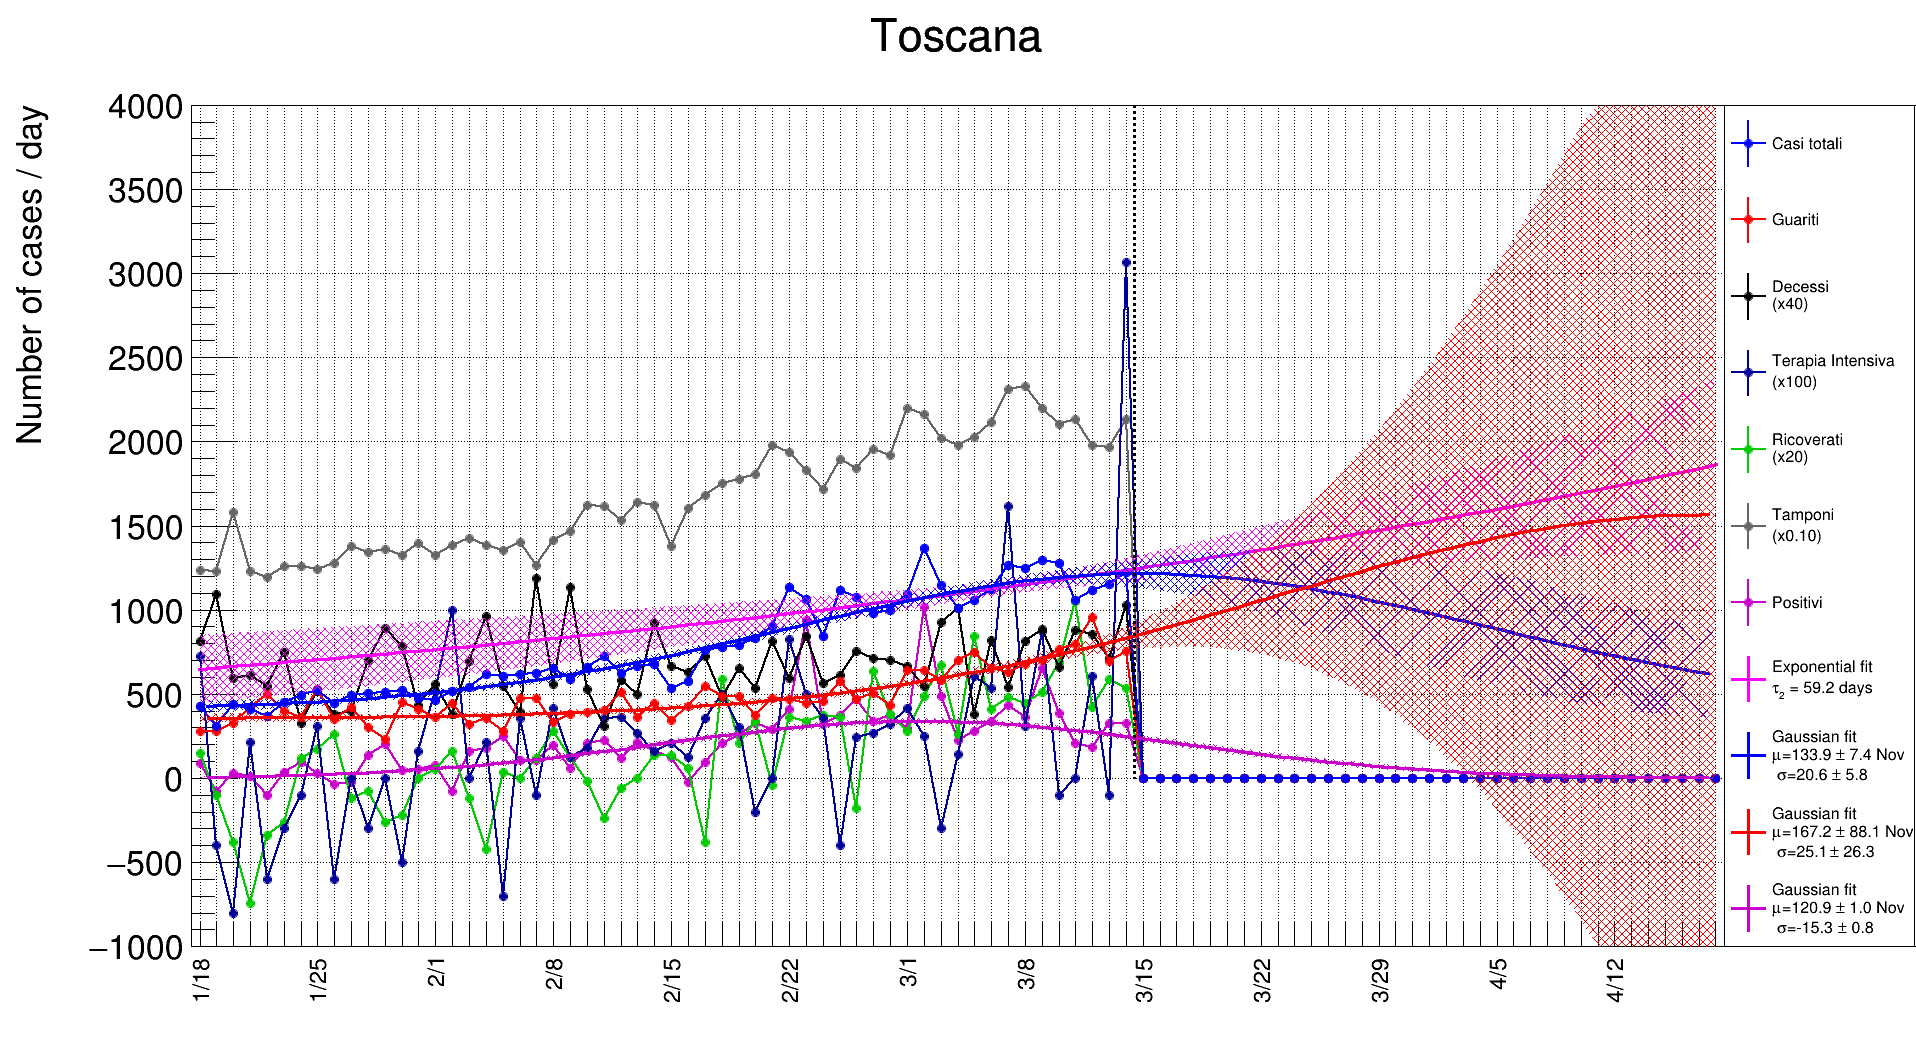 Toscana
Number of cases / day
4000
3500
3000
2500
2000
1500
1000
500
0
−500
−1000
1/18
1/25
2/1
2/8
2/15
2/22
3/1
3/8
3/15
3/22
3/29
4/5
4/12
Casi totali
Guariti
Decessi
(x40)
Terapia Intensiva
(x100)
Ricoverati
(x20)
Tamponi
(x0.10)
Positivi
Exponential fit
τ2 = 59.2 days
Gaussian fit
μ=133.9 ± 7.4 Nov
σ=20.6 ± 5.8
Gaussian fit
μ=167.2 ± 88.1 Nov
σ=25.1 ± 26.3
Gaussian fit
μ=120.9 ± 1.0 Nov
σ=-15.3 ± 0.8